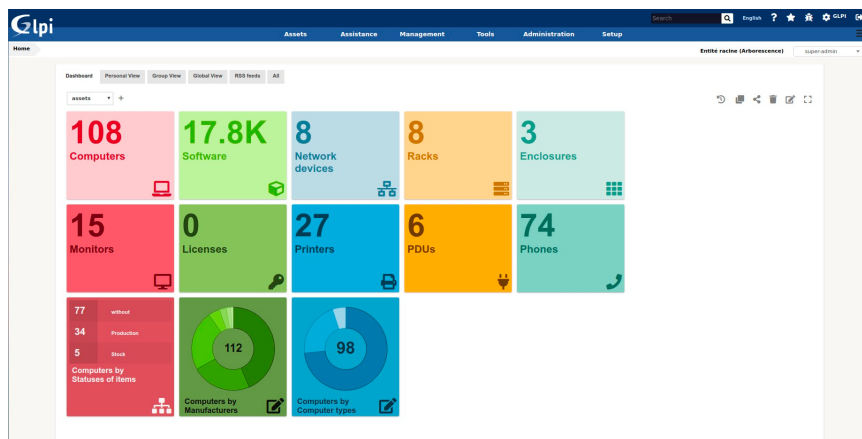 Glpi
Search
English
?
GLPI
Assets
Assistance
Management
Tools
Administration
Setup
Home
Entité racine (Arborescence)
super-admin
Dashboard
Personal View
Group View
Global View
RSS feeds
All
assets
+
108
Computers
17.8K
Software
8
Network
devices
8
Racks
3
Enclosures
15
Monitors
0
Licenses
27
Printers
6
PDUs
74
Phones
77 without
34 Production
5 Stock
Computers by
Statuses of items
112
Computers by
Manufacturers
98
Computers by
Computer types